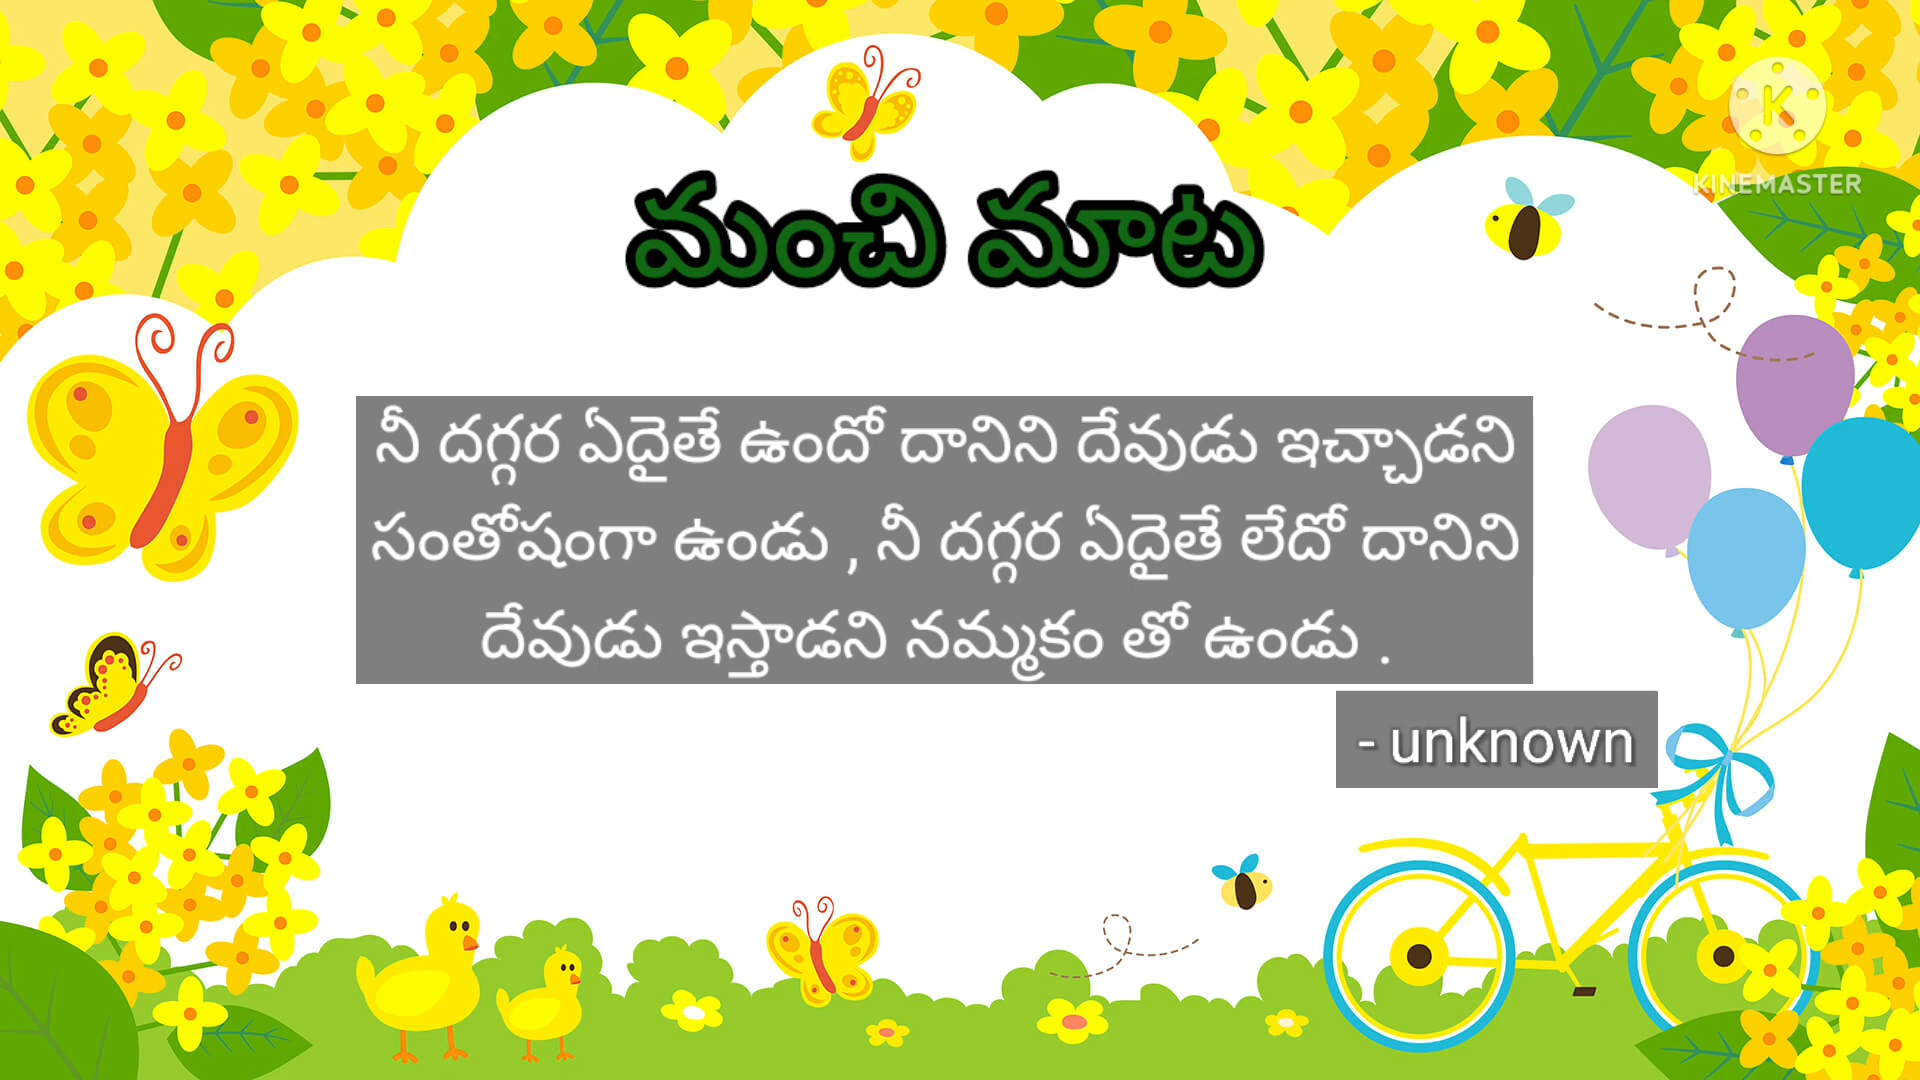 KINEMASTER
మంచి మాట
నీ దగ్గర ఏదైతే ఉందో దానిని దేవుడు ఇచ్చాడని
సంతోషంగా ఉండు , నీ దగ్గర ఏదైతే లేదో దానిని
దేవుడు ఇస్తాడని నమ్మకం తో ఉండు .
- unknown